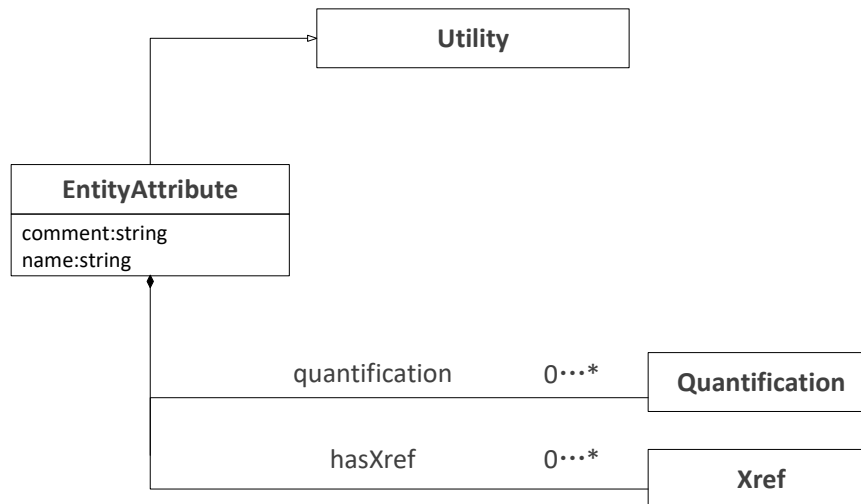 Utility
EntityAttribute
comment:string
name:string
quantification 0···*
Quantification
hasXref 0···*
Xref